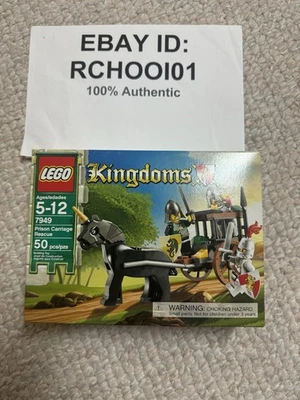 EBAY ID:
RCHOOI01
100% Authentic
LEGO
Kingdoms
Ages/edades
5-12
7949
Prison Carriage
Rescue
50 pcs/pzs
WARNING: CHOKING HAZARD.
Small parts. Not for children under 3 years.